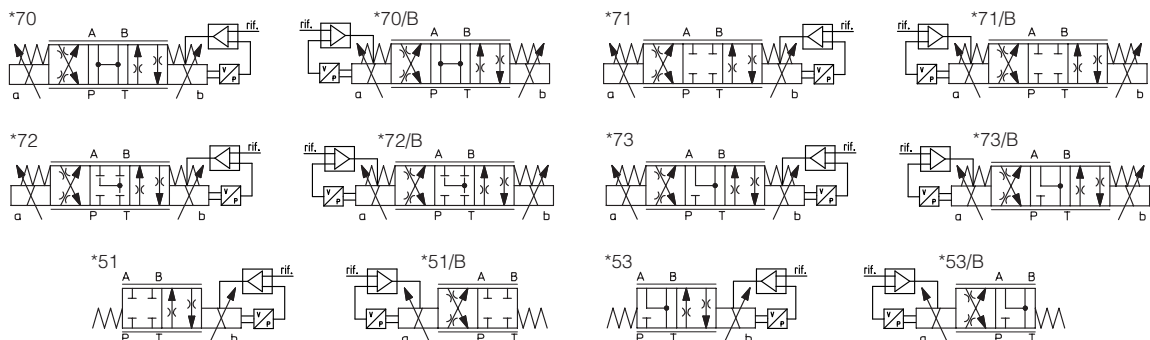 *70 A B rif. P T a b V P
*70/B rif. A B V P P T a b
*71 A B rif. P T a b V P
*71/B rif. A B V P P T a b
*72 A B rif. P T a b V P
*72/B rif. A B V P P T a b
*73 A B rif. P T a b V P
*73/B rif. A B V P P T a b
*51 A B rif. P T b V P
*51/B rif. A B V P P T a
*53 A B rif. P T b V P
*53/B rif. A B V P P T a